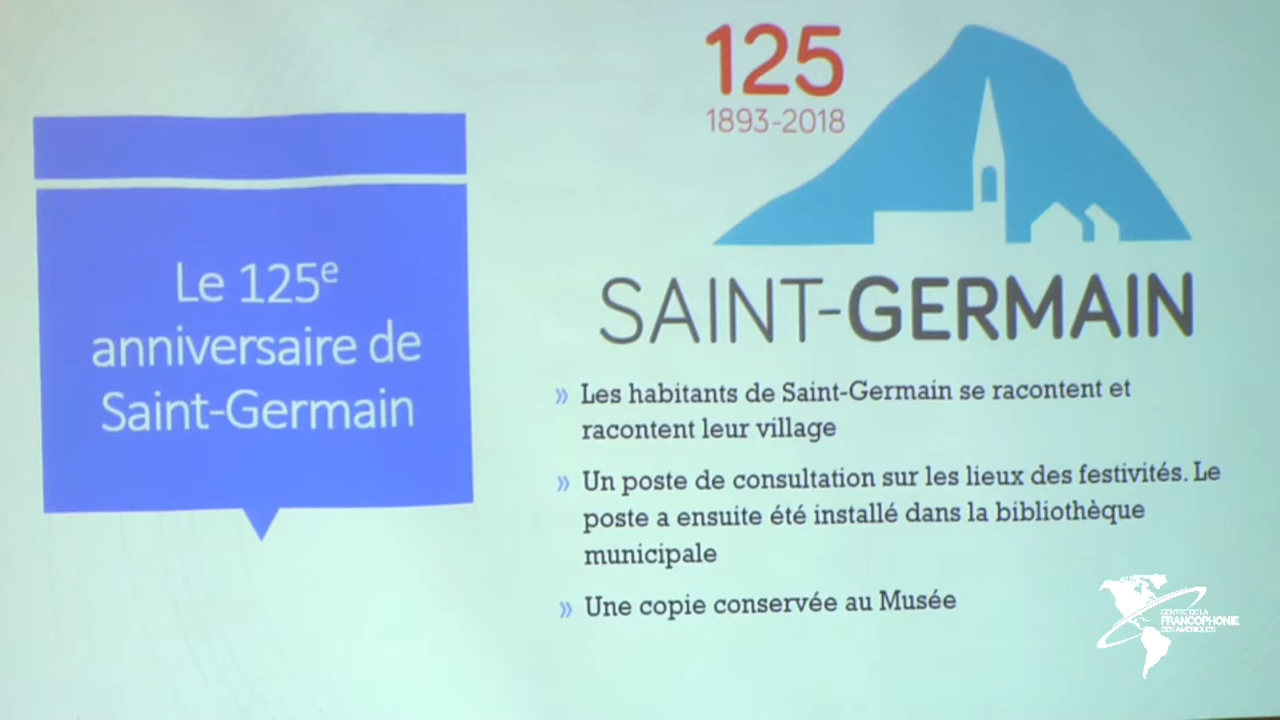 Le 125e
anniversaire de
Saint-Germain
125
1893-2018
SAINT-GERMAIN
» Les habitants de Saint-Germain se racontent et
racontent leur village
» Un poste de consultation sur les lieux des festivités. Le
poste a ensuite été installé dans la bibliothèque
municipale
» Une copie conservée au Musée
CENTRE DE LA
FRANCOPHONIE
DES AMÉRIQUES